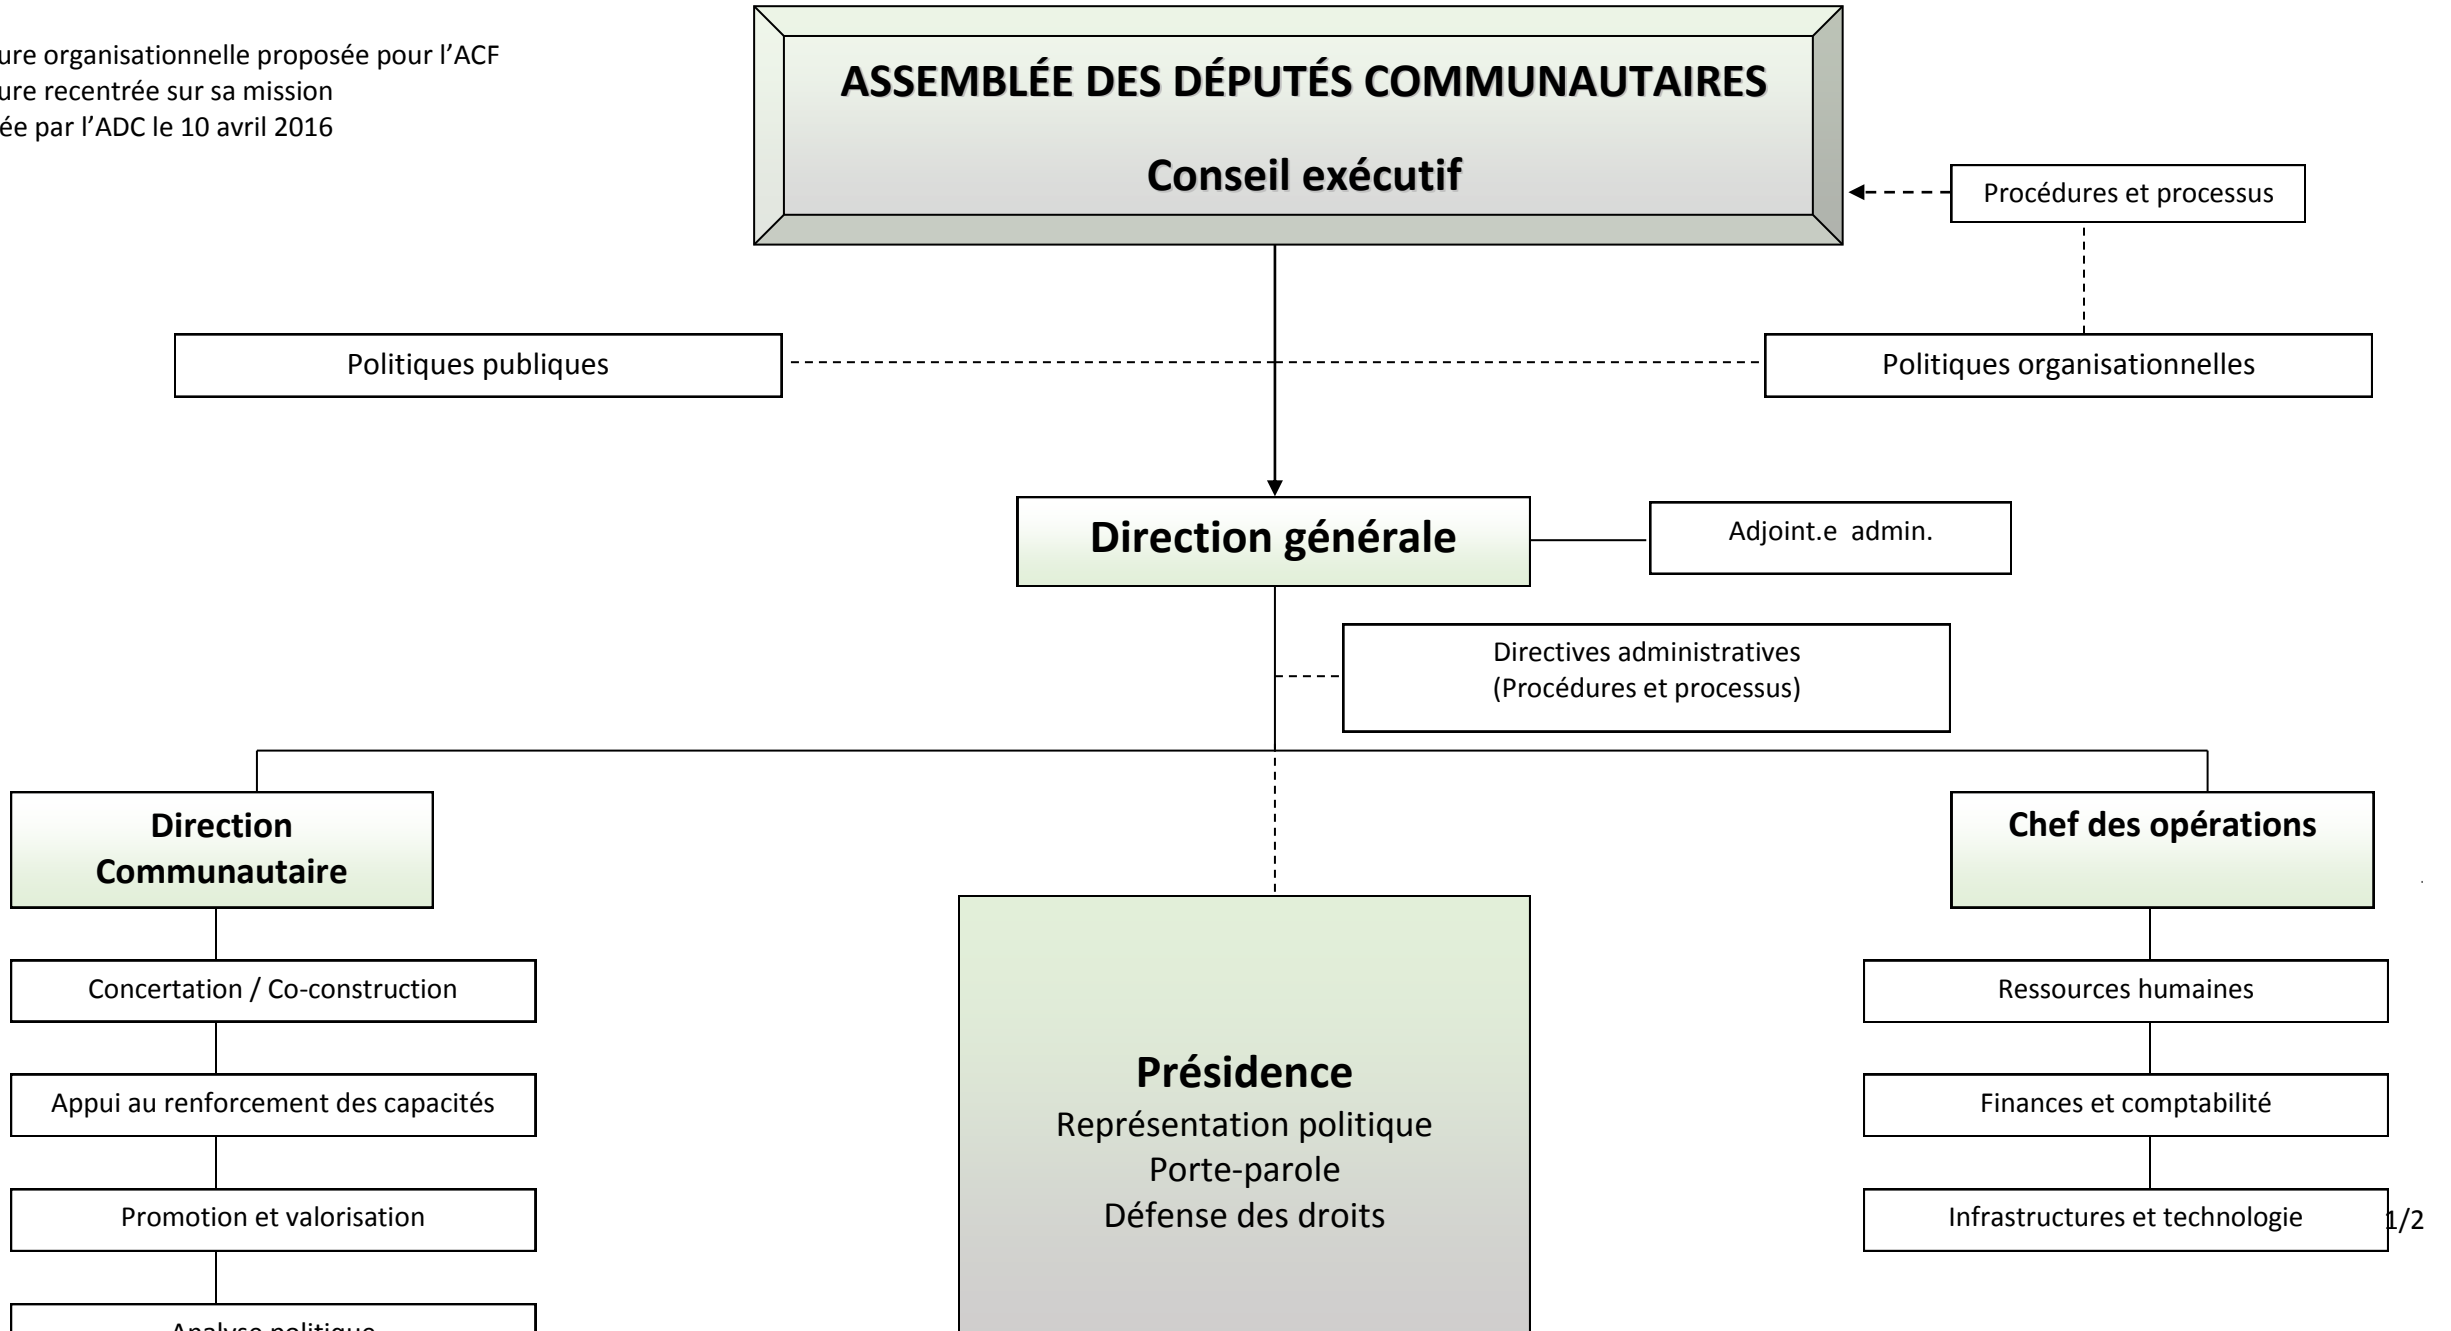 ure organisationnelle proposée pour l'ACF
ure recentrée sur sa mission
ée par l'ADC le 10 avril 2016
ASSEMBLÉE DES DÉPUTÉS COMMUNAUTAIRES
Conseil exécutif
Procédures et processus
Politiques publiques
Politiques organisationnelles
Direction générale
Adjoint.e admin.
Directives administratives
(Procédures et processus)
Direction
Communautaire
Chef des opérations
Concertation / Co-construction
Ressources humaines
Présidence
Appui au renforcement des capacités
Finances et comptabilité
Représentation politique
Porte-parole
Défense des droits
Promotion et valorisation
Infrastructures et technologie
1/2
Analyse politique